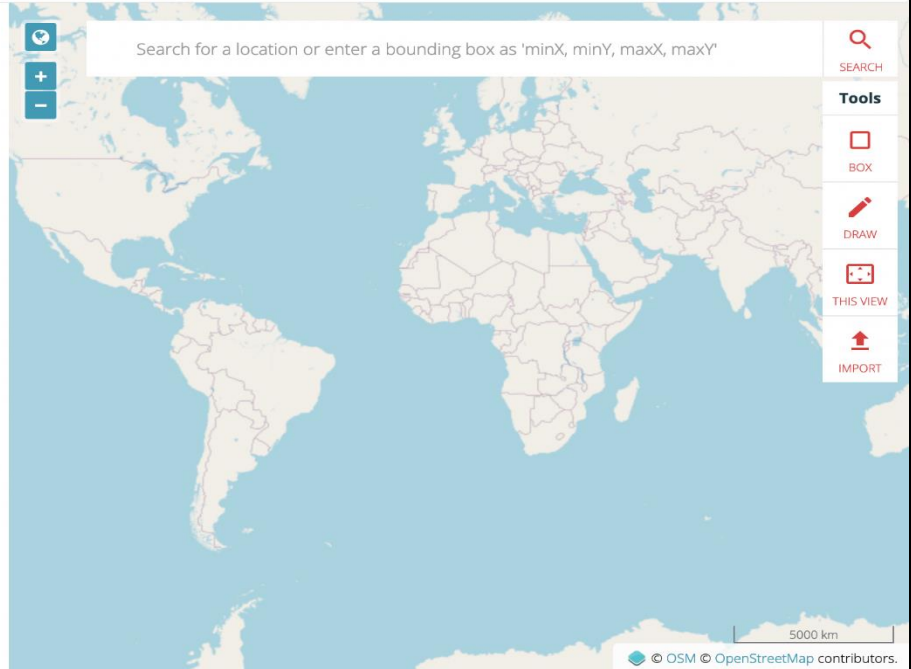 Search for a location or enter a bounding box as 'minX, minY, maxX, maxY'
SEARCH
+
−
Tools
BOX
DRAW
THIS VIEW
IMPORT
5000 km
© OSM © OpenStreetMap contributors.